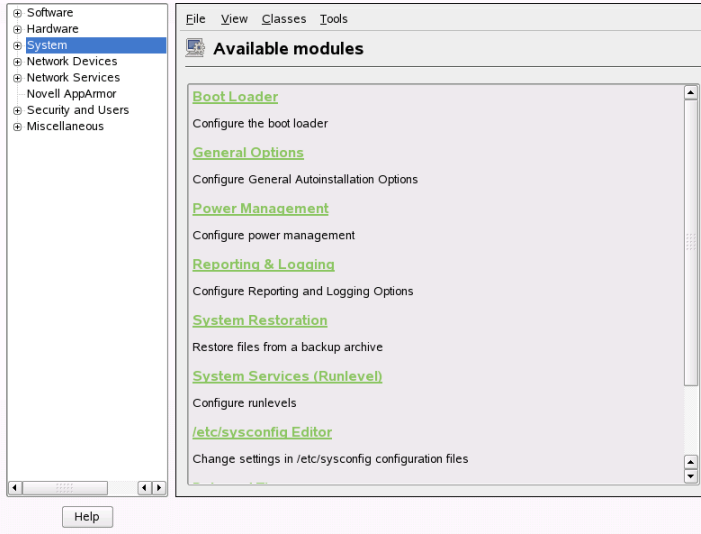 Software
Hardware
System
Network Devices
Network Services
Novell AppArmor
Security and Users
Miscellaneous
Help
File View Classes Tools
Available modules
Boot Loader
Configure the boot loader
General Options
Configure General Autoinstallation Options
Power Management
Configure power management
Reporting & Logging
Configure Reporting and Logging Options
System Restoration
Restore files from a backup archive
System Services (Runlevel)
Configure runlevels
/etc/sysconfig Editor
Change settings in /etc/sysconfig configuration files